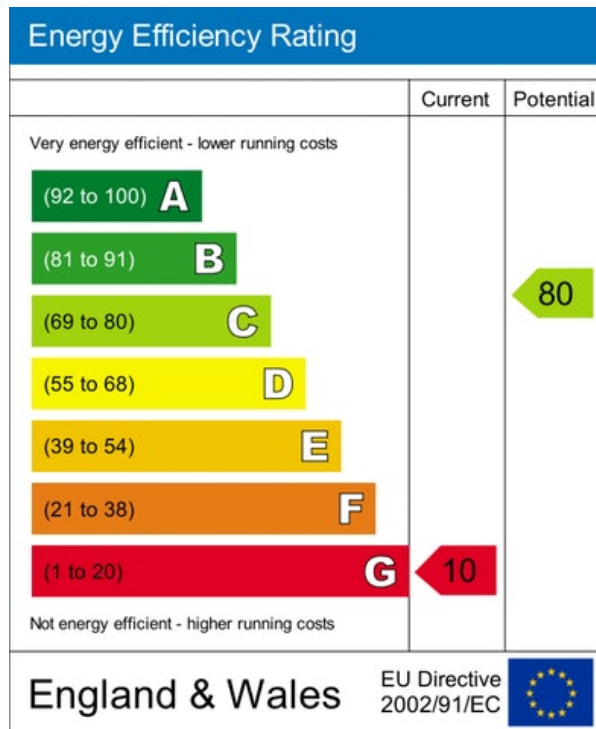 Energy Efficiency Rating
Current Potential
Very energy efficient - lower running costs
(92 to 100) A
(81 to 91) B
(69 to 80) C
80
(55 to 68) D
(39 to 54) E
(21 to 38) F
(1 to 20) G 10
Not energy efficient - higher running costs
England & Wales
EU Directive
2002/91/EC